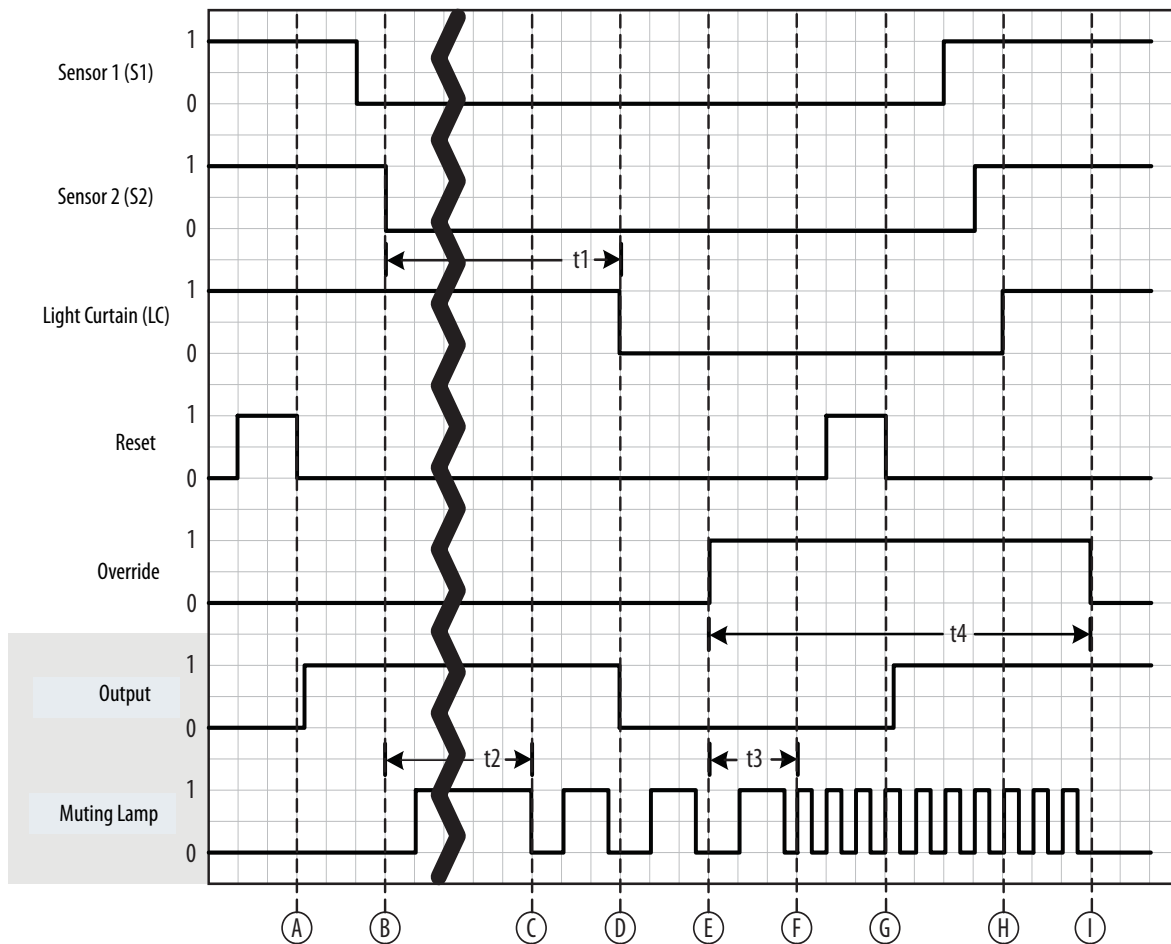 1
Sensor 1 (S1)
0
1
Sensor 2 (S2)
0
t1
1
Light Curtain (LC)
0
1
Reset
0
1
Override
0
t4
1
Output
0
t2
t3
1
Muting Lamp
0
A B C D E F G H I